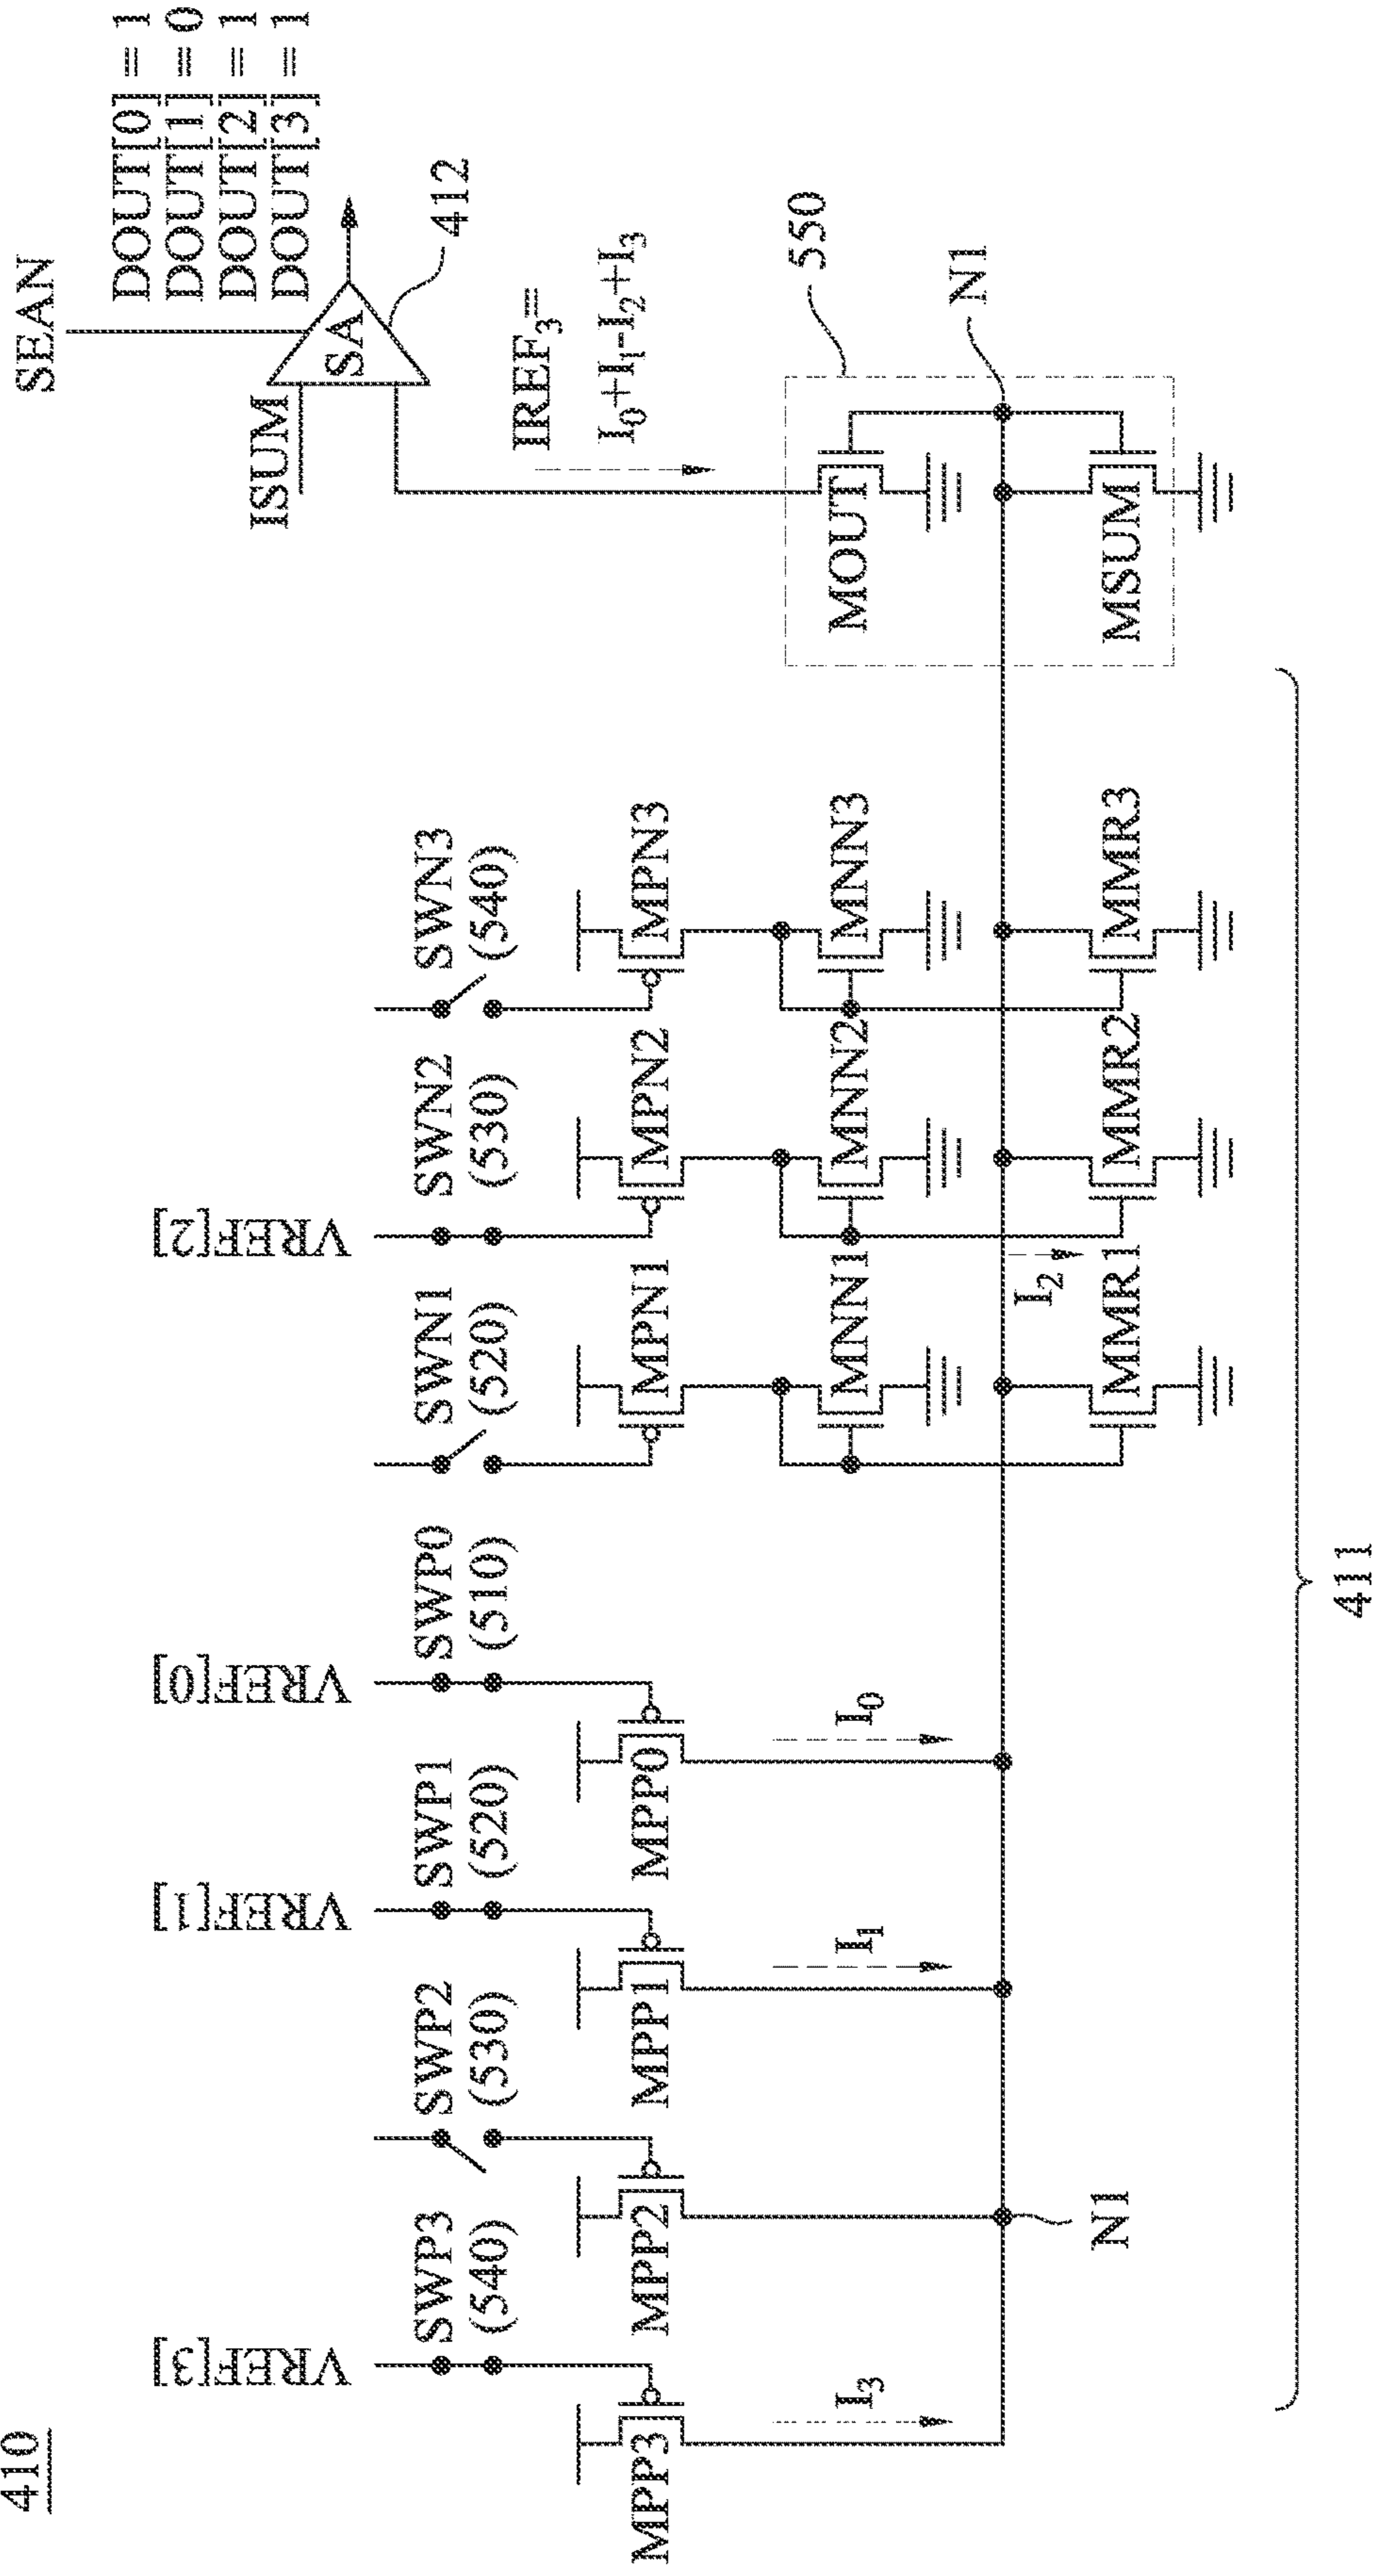 410
SEAN
DOUT[0] = 1
DOUT[1] = 0
DOUT[2] = 1
DOUT[3] = 1
VREF[3]
VREF[1]
VREF[0]
VREF[2]
ISUM
SA
412
SWP3
(540)
SWP2
(530)
SWP1
(520)
SWP0
(510)
SWN1
(520)
SWN2
(530)
SWN3
(540)
IREF₃=
I₀+I₁-I₂+I₃
MPP3
MPP2
MPP1
MPP0
MPN1
MPN2
MPN3
550
I₃
I₁
I₀
MNN1
MNN2
MNN3
MOUT
N1
I₂
N1
MMR1
MMR2
MMR3
MSUM
411